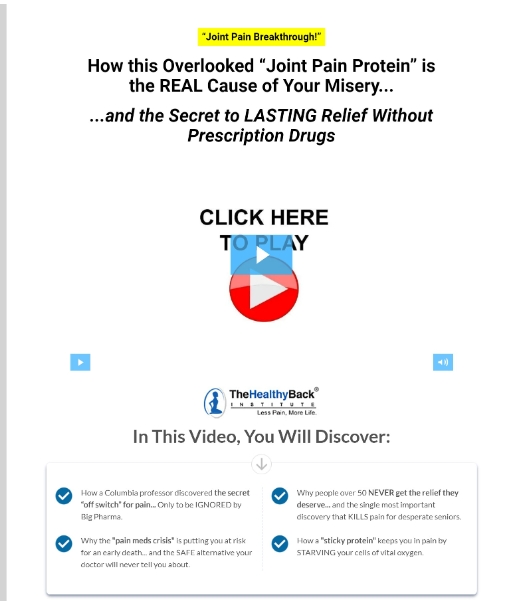 “Joint Pain Breakthrough!”
How this Overlooked “Joint Pain Protein” is
the REAL Cause of Your Misery...
...and the Secret to LASTING Relief Without
Prescription Drugs
CLICK HERE
TO PLAY
TheHealthyBack®
INSTITUTE
Less Pain, More Life.
In This Video, You Will Discover:
How a Columbia professor discovered the secret
"off switch" for pain... Only to be IGNORED by
Big Pharma.
Why the "pain meds crisis" is putting you at risk
for an early death... and the SAFE alternative your
doctor will never tell you about.
Why people over 50 NEVER get the relief they
deserve... and the single most important
discovery that KILLS pain for desperate seniors.
How a "sticky protein" keeps you in pain by
STARVING your cells of vital oxygen.